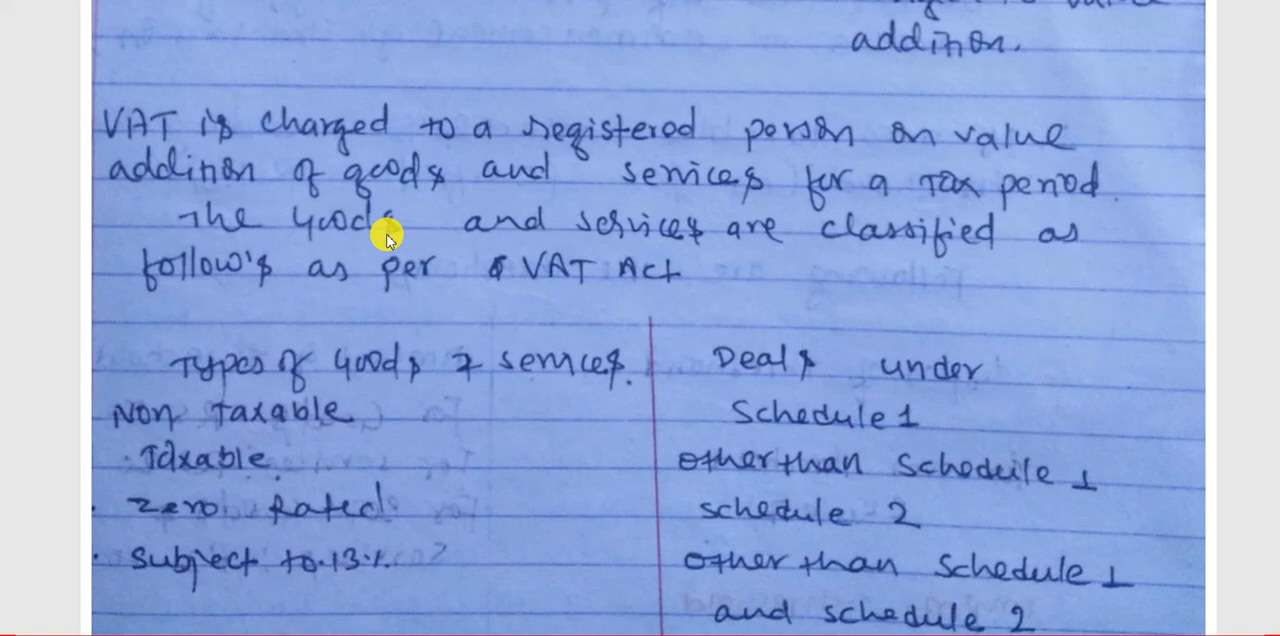 addition.
VAT is charged to a registered person on value
addition of goods and services for a Tax period.
The Goods and services are classified as
follow's as per VAT Act
Types of Goods & services.
Deals under
Non Taxable
Schedule 1
· Taxable
other than Schedule 1
· Zero Rated
schedule 2
· Subject to 13%
other than Schedule 1
and schedule 2